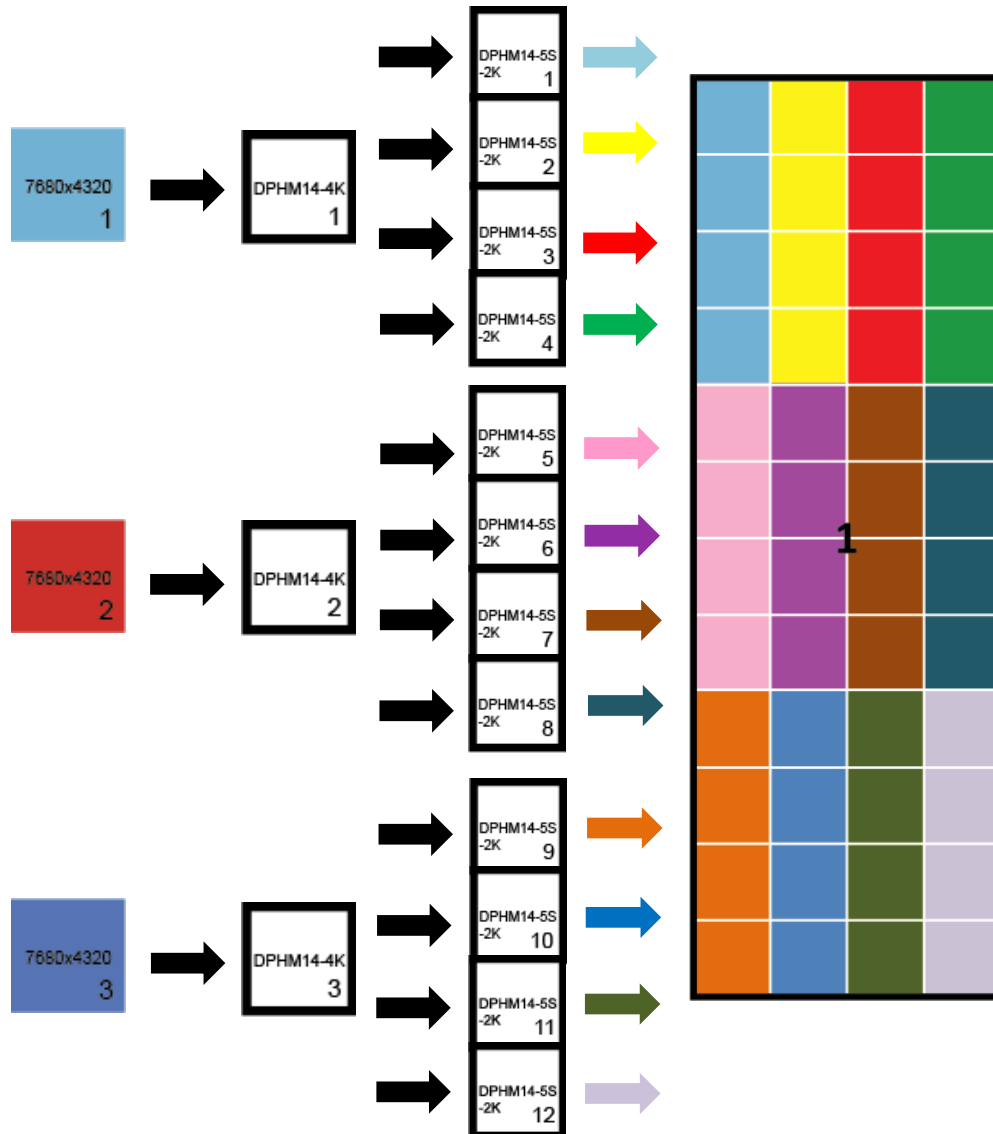 DPHM14-5S
-2K 1
DPHM14-5S
-2K 2
7680x4320
1
DPHM14-4K
1
DPHM14-5S
-2K 3
DPHM14-5S
-2K 4
DPHM14-5S
-2K 5
DPHM14-5S
-2K 6
7680x4320
2
DPHM14-4K
2
DPHM14-5S
-2K 7
DPHM14-5S
-2K 8
1
DPHM14-5S
-2K 9
DPHM14-5S
-2K 10
7680x4320
3
DPHM14-4K
3
DPHM14-5S
-2K 11
DPHM14-5S
-2K 12